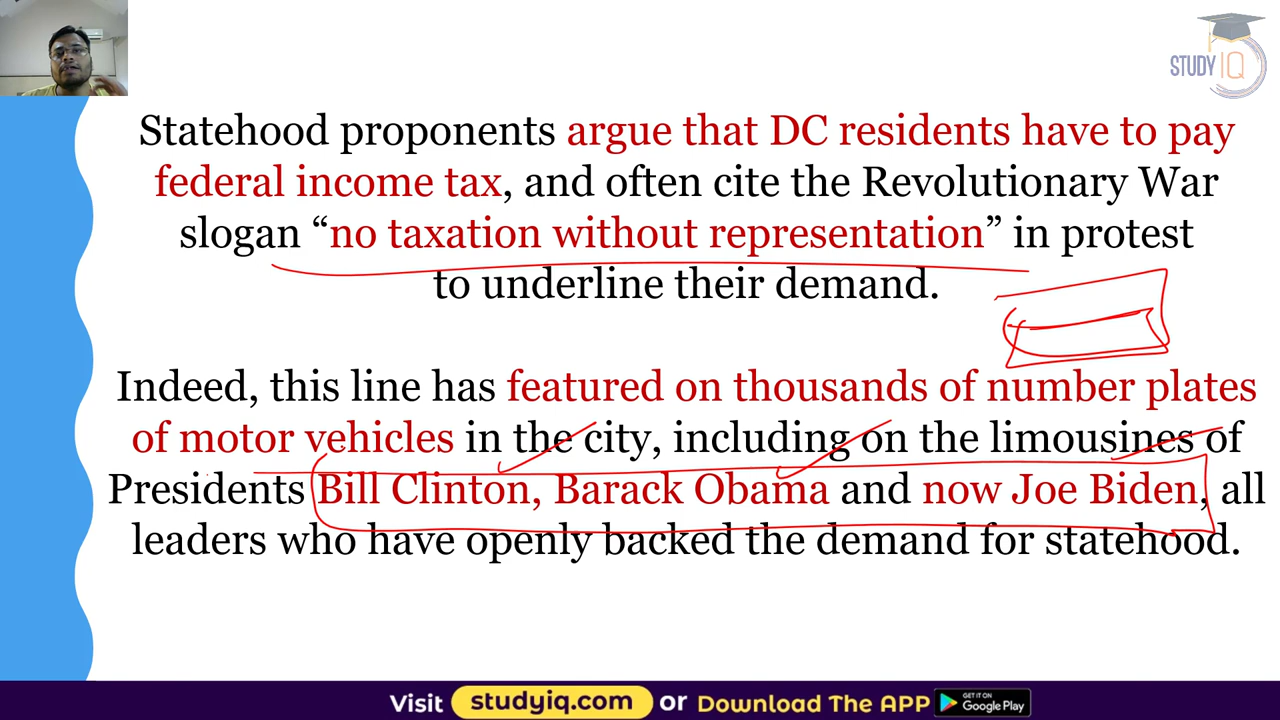 STUDY IQ
Statehood proponents argue that DC residents have to pay
federal income tax, and often cite the Revolutionary War
slogan “no taxation without representation” in protest
to underline their demand.
Indeed, this line has featured on thousands of number plates
of motor vehicles in the city, including on the limousines of
Presidents Bill Clinton, Barack Obama and now Joe Biden, all
leaders who have openly backed the demand for statehood.
Visit studyiq.com or Download The APP GET IT ON Google Play